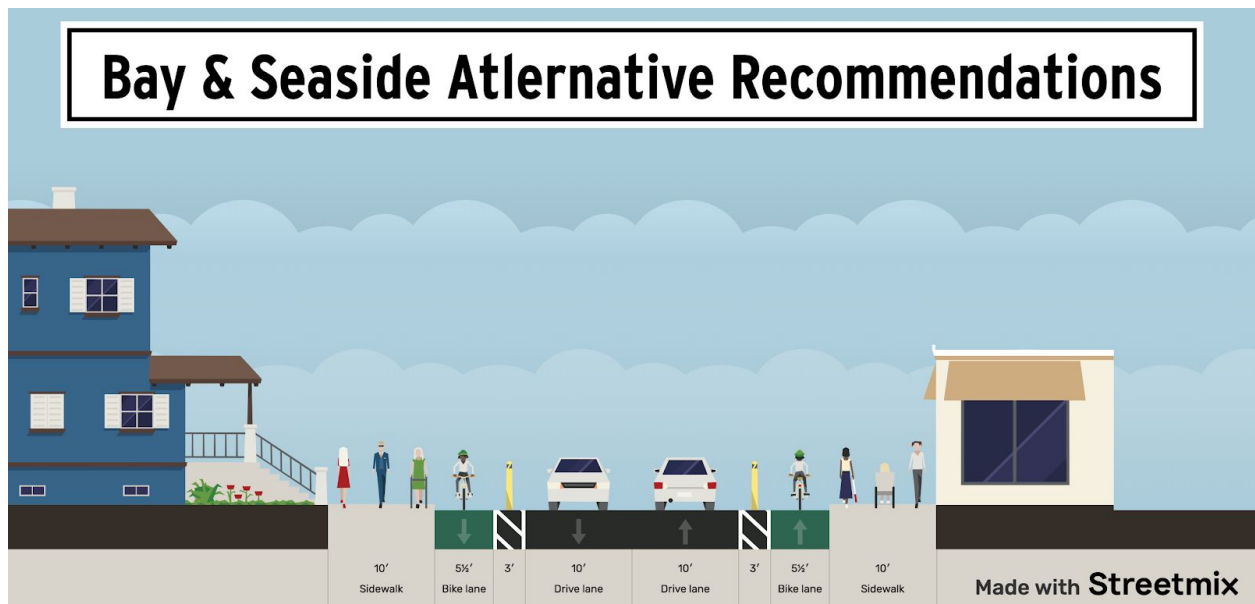 Bay & Seaside Atlernative Recommendations
10' 5½' 3' 10' 10' 3' 5½' 10'
Sidewalk Bike lane Drive lane Drive lane Bike lane Sidewalk
Made with Streetmix